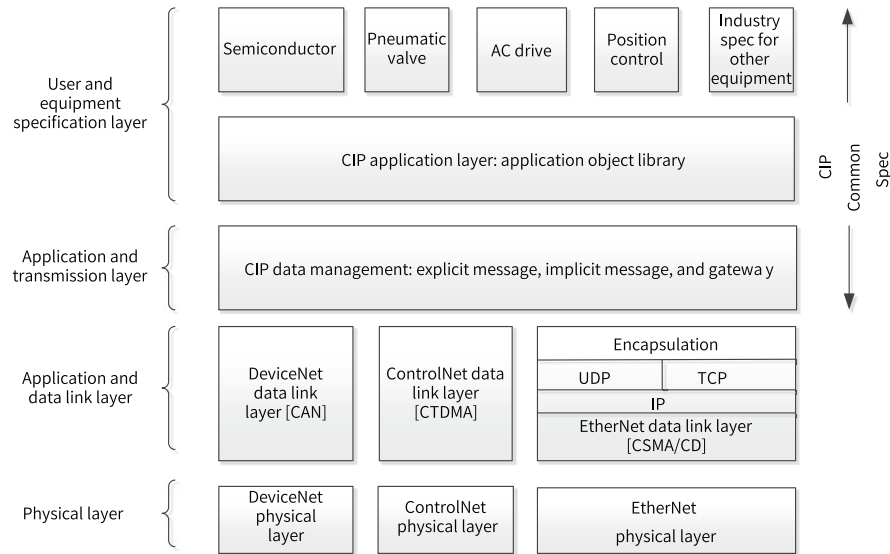 User and
equipment
specification layer
Semiconductor
Pneumatic
valve
AC drive
Position
control
Industry
spec for
other
equipment
CIP application layer: application object library
CIP
Common
Spec
Application and
transmission layer
CIP data management: explicit message, implicit message, and gatewa y
Application and
data link layer
DeviceNet
data link
layer [CAN]
ControlNet data
link layer
[CTDMA]
Encapsulation
UDP
TCP
IP
EtherNet data link layer
[CSMA/CD]
Physical layer
DeviceNet
physical
layer
ControlNet
physical layer
EtherNet
physical layer